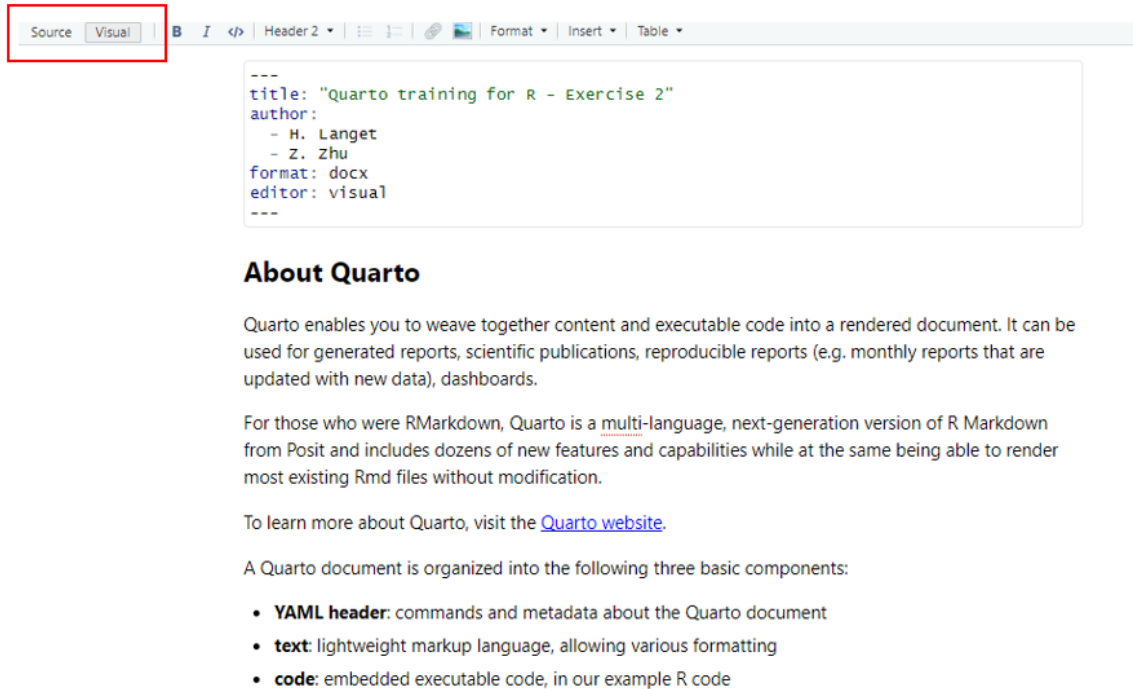 Source Visual B I </> Header 2 Format Insert Table
---
title: "Quarto training for R - Exercise 2"
author:
  - H. Langet
  - Z. Zhu
format: docx
editor: visual
---
About Quarto
Quarto enables you to weave together content and executable code into a rendered document. It can be
used for generated reports, scientific publications, reproducible reports (e.g. monthly reports that are
updated with new data), dashboards.
For those who were RMarkdown, Quarto is a multi-language, next-generation version of R Markdown
from Posit and includes dozens of new features and capabilities while at the same being able to render
most existing Rmd files without modification.
To learn more about Quarto, visit the Quarto website.
A Quarto document is organized into the following three basic components:
• YAML header: commands and metadata about the Quarto document
• text: lightweight markup language, allowing various formatting
• code: embedded executable code, in our example R code